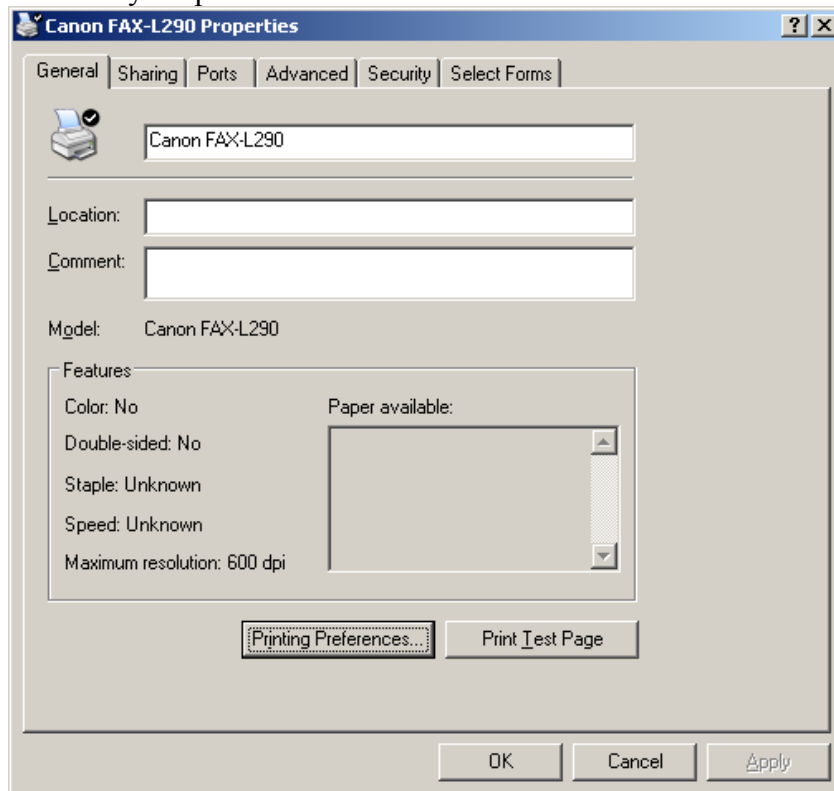 Canon FAX-L290 Properties
General Sharing Ports Advanced Security Select Forms
Canon FAX-L290
Location:
Comment:
Model: Canon FAX-L290
Features
Color: No
Paper available:
Double-sided: No
Staple: Unknown
Speed: Unknown
Maximum resolution: 600 dpi
Printing Preferences... Print Test Page
OK Cancel Apply